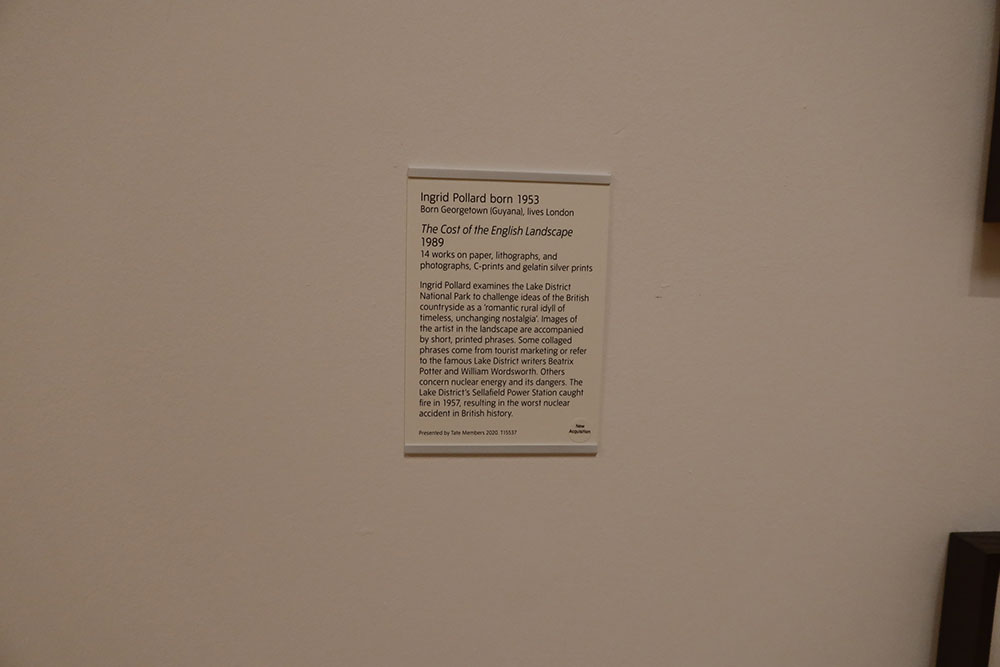 Ingrid Pollard born 1953
Born Georgetown (Guyana), lives London
The Cost of the English Landscape
1989
14 works on paper, lithographs, and
photographs, C-prints and gelatin silver prints
Ingrid Pollard examines the Lake District
National Park to challenge ideas of the British
countryside as a ‘romantic rural idyll of
timeless, unchanging nostalgia’. Images of
the artist in the landscape are accompanied
by short, printed phrases. Some collaged
phrases come from tourist marketing or refer
to the famous Lake District writers Beatrix
Potter and William Wordsworth. Others
concern nuclear energy and its dangers. The
Lake District's Sellafield Power Station caught
fire in 1957, resulting in the worst nuclear
accident in British history.
Presented by Tate Members 2020 T15537
New
Acquisition